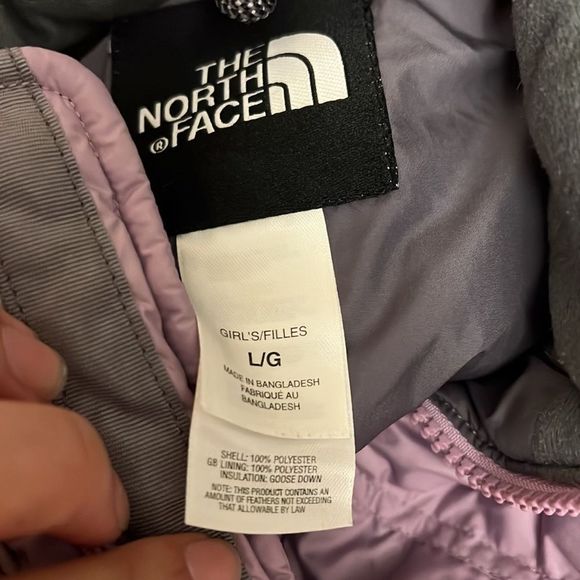 THE
NORTH
® FACE
GIRL'S/FILLES
L/G
MADE IN BANGLADESH
FABRIQUÉ AU
BANGLADESH
SHELL: 100% POLYESTER
GB LINING: 100% POLYESTER
INSULATION: GOOSE DOWN
NOTE: THIS PRODUCT CONTAINS AN
AMOUNT OF FEATHERS NOT EXCEEDING
THAT ALLOWABLE BY LAW